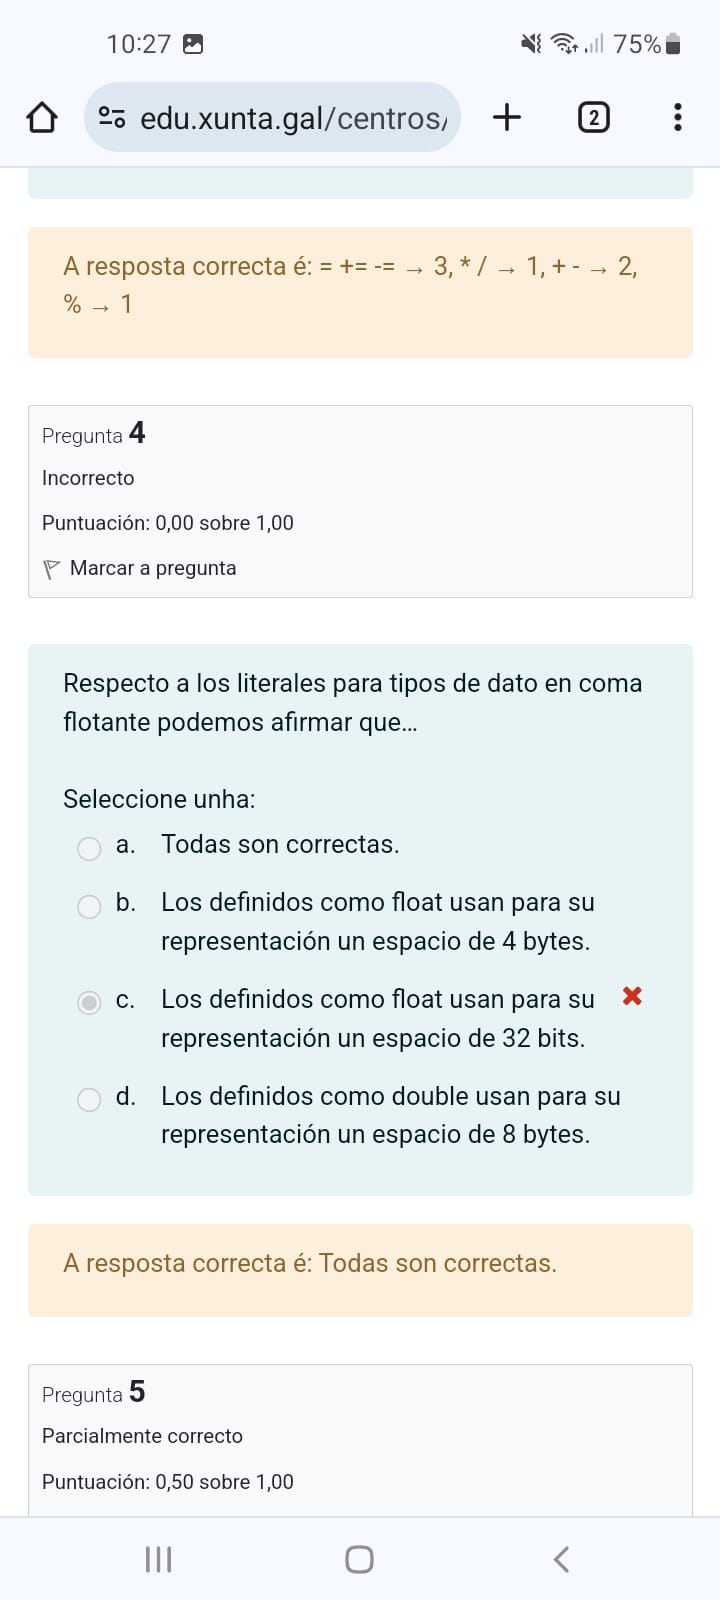 10:27
75%
edu.xunta.gal/centros/
2
A resposta correcta é: = += -= → 3, * / → 1, + - → 2,
% → 1
Pregunta 4
Incorrecto
Puntuación: 0,00 sobre 1,00
Marcar a pregunta
Respecto a los literales para tipos de dato en coma
flotante podemos afirmar que...
Seleccione unha:
a. Todas son correctas.
b. Los definidos como float usan para su
representación un espacio de 4 bytes.
c. Los definidos como float usan para su
representación un espacio de 32 bits.
d. Los definidos como double usan para su
representación un espacio de 8 bytes.
A resposta correcta é: Todas son correctas.
Pregunta 5
Parcialmente correcto
Puntuación: 0,50 sobre 1,00